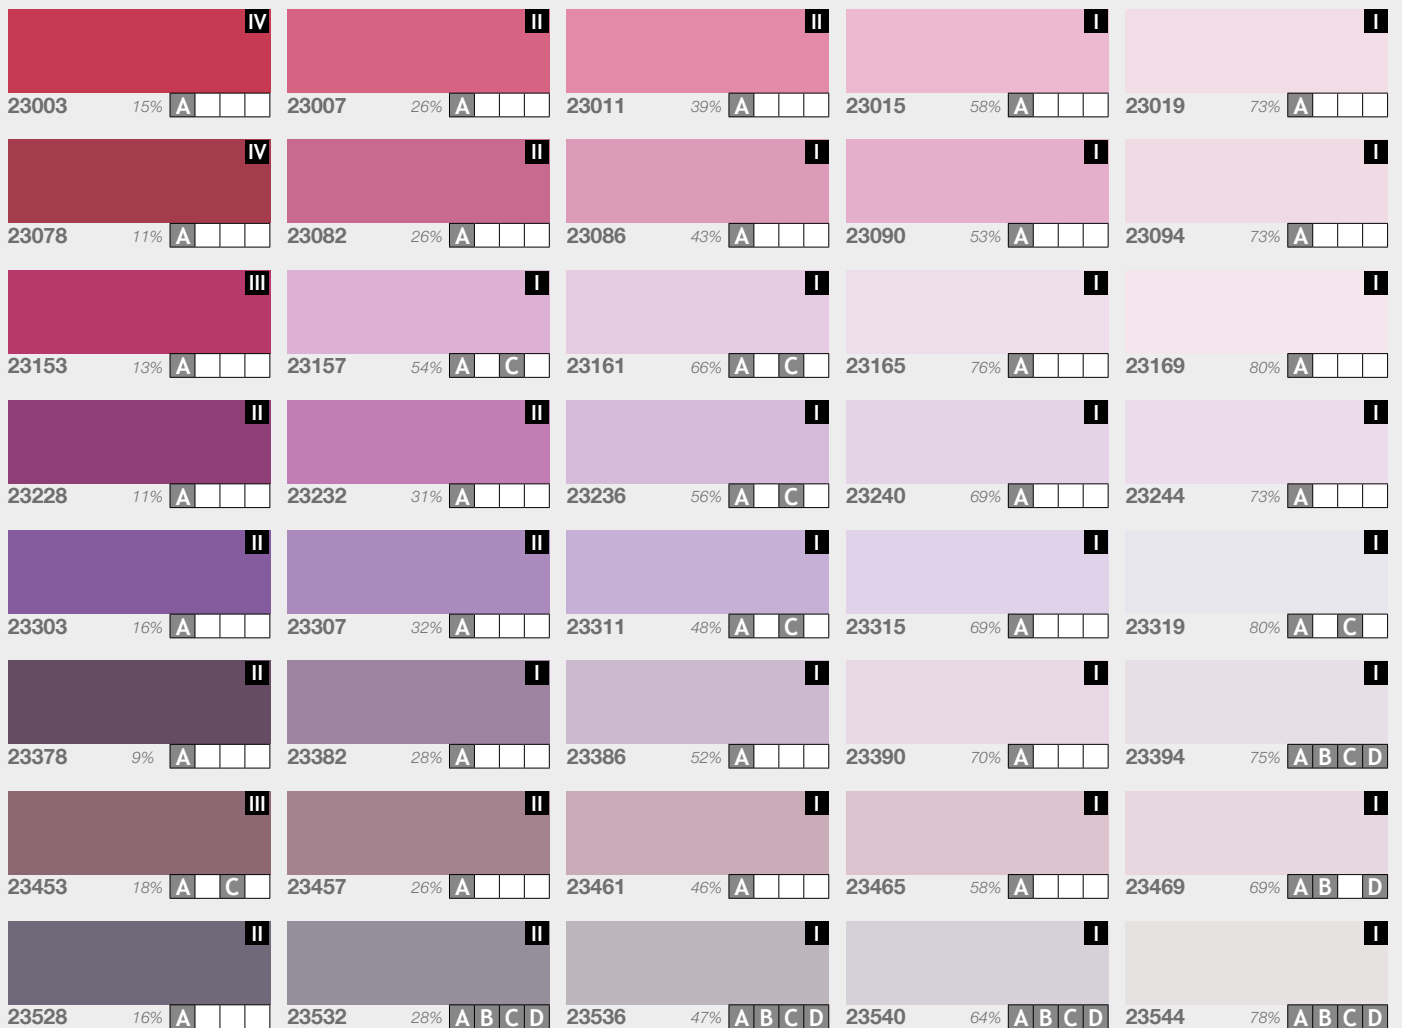 IV II II I I
23003 15% A 23007 26% A 23011 39% A 23015 58% A 23019 73% A
IV II I I I
23078 11% A 23082 26% A 23086 43% A 23090 53% A 23094 73% A
III I I I I
23153 13% A 23157 54% A C 23161 66% A C 23165 76% A 23169 80% A
II II I I I
23228 11% A 23232 31% A 23236 56% A C 23240 69% A 23244 73% A
II II I I I
23303 16% A 23307 32% A 23311 48% A C 23315 69% A 23319 80% A C
II I I I I
23378 9% A 23382 28% A 23386 52% A 23390 70% A 23394 75% A B C D
III II I I I
23453 18% A C 23457 26% A 23461 46% A 23465 58% A 23469 69% A B D
II II I I I
23528 16% A 23532 28% A B C D 23536 47% A B C D 23540 64% A B C D 23544 78% A B C D